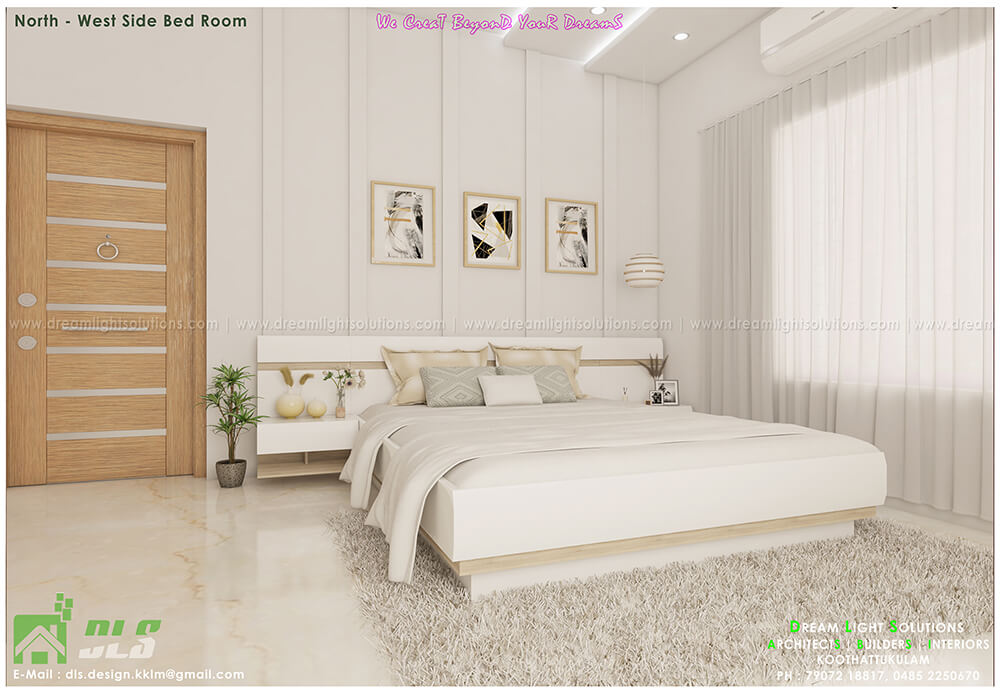 North - West Side Bed Room
We CreaT BeyonD YouR DreamS
www.dreamlightsolutions.com | www.dreamlightsolutions.com | www.dreamlightsolutions.com | www.dreamlightsolutions.com | www.dreamli
DLS
E-Mail : dls.design.kklm@gmail.com
DREAM LIGHT SOLUTIONS
ARCHITECTS | BUILDERS | INTERIORS
KOOTHATTUKULAM
PH : 79072 18817, 0485 2250670